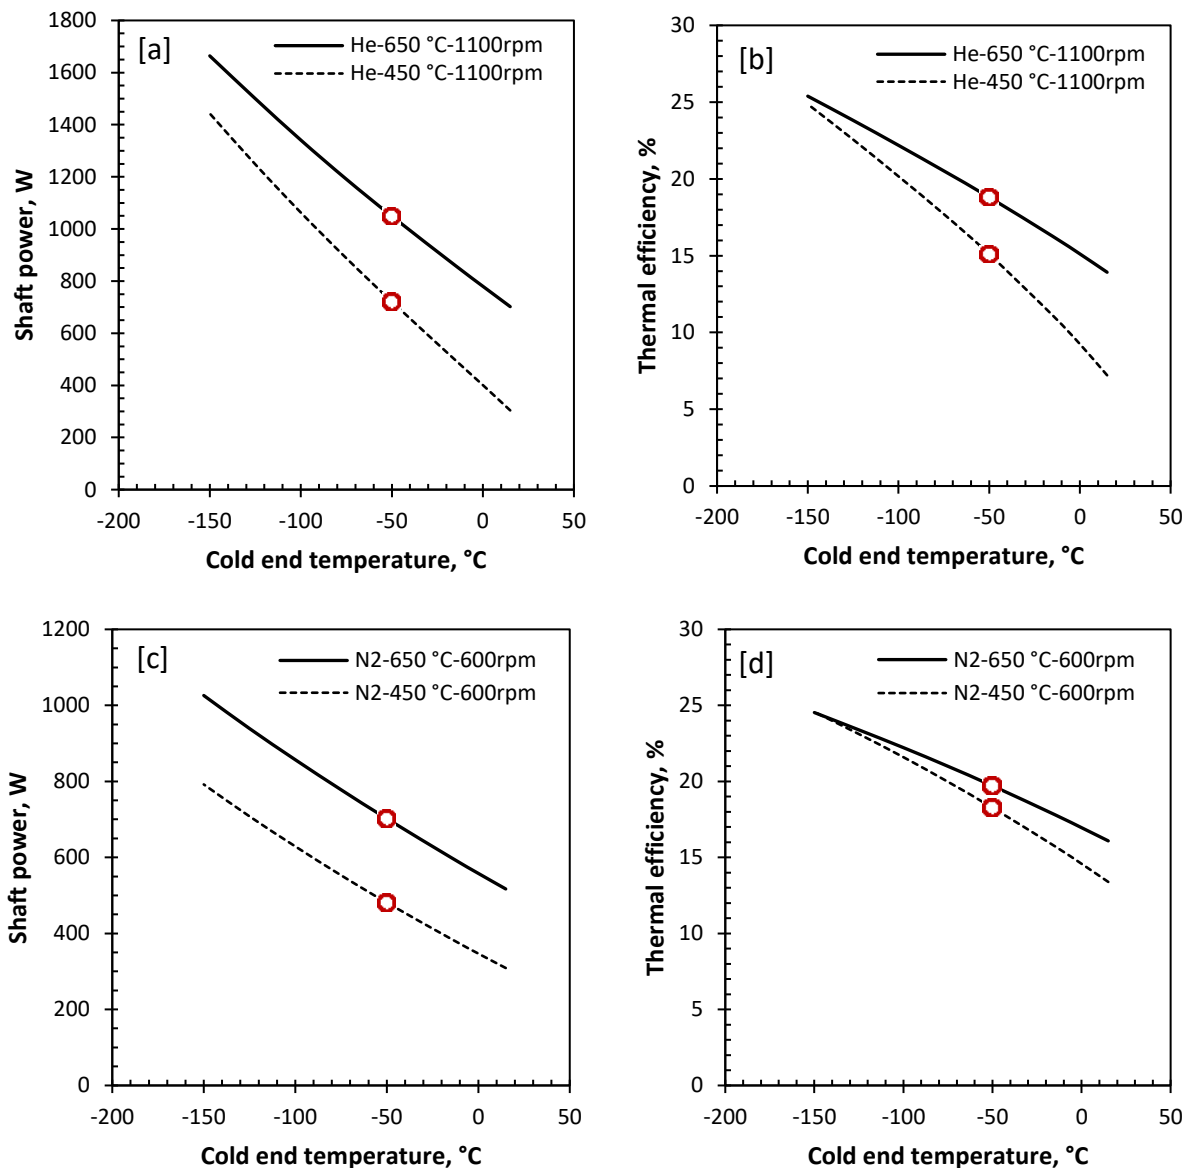 [a]
He-650 °C-1100rpm
He-450 °C-1100rpm
1800
1600
1400
1200
1000
800
600
400
200
0
Shaft power, W
-200 -150 -100 -50 0 50
Cold end temperature, °C
[b]
He-650 °C-1100rpm
He-450 °C-1100rpm
30
25
20
15
10
5
0
Thermal efficiency, %
-200 -150 -100 -50 0 50
Cold end temperature, °C
[c]
N2-650 °C-600rpm
N2-450 °C-600rpm
1200
1000
800
600
400
200
0
Shaft power, W
-200 -150 -100 -50 0 50
Cold end temperature, °C
[d]
N2-650 °C-600rpm
N2-450 °C-600rpm
30
25
20
15
10
5
0
Thermal efficiency, %
-200 -150 -100 -50 0 50
Cold end temperature, °C